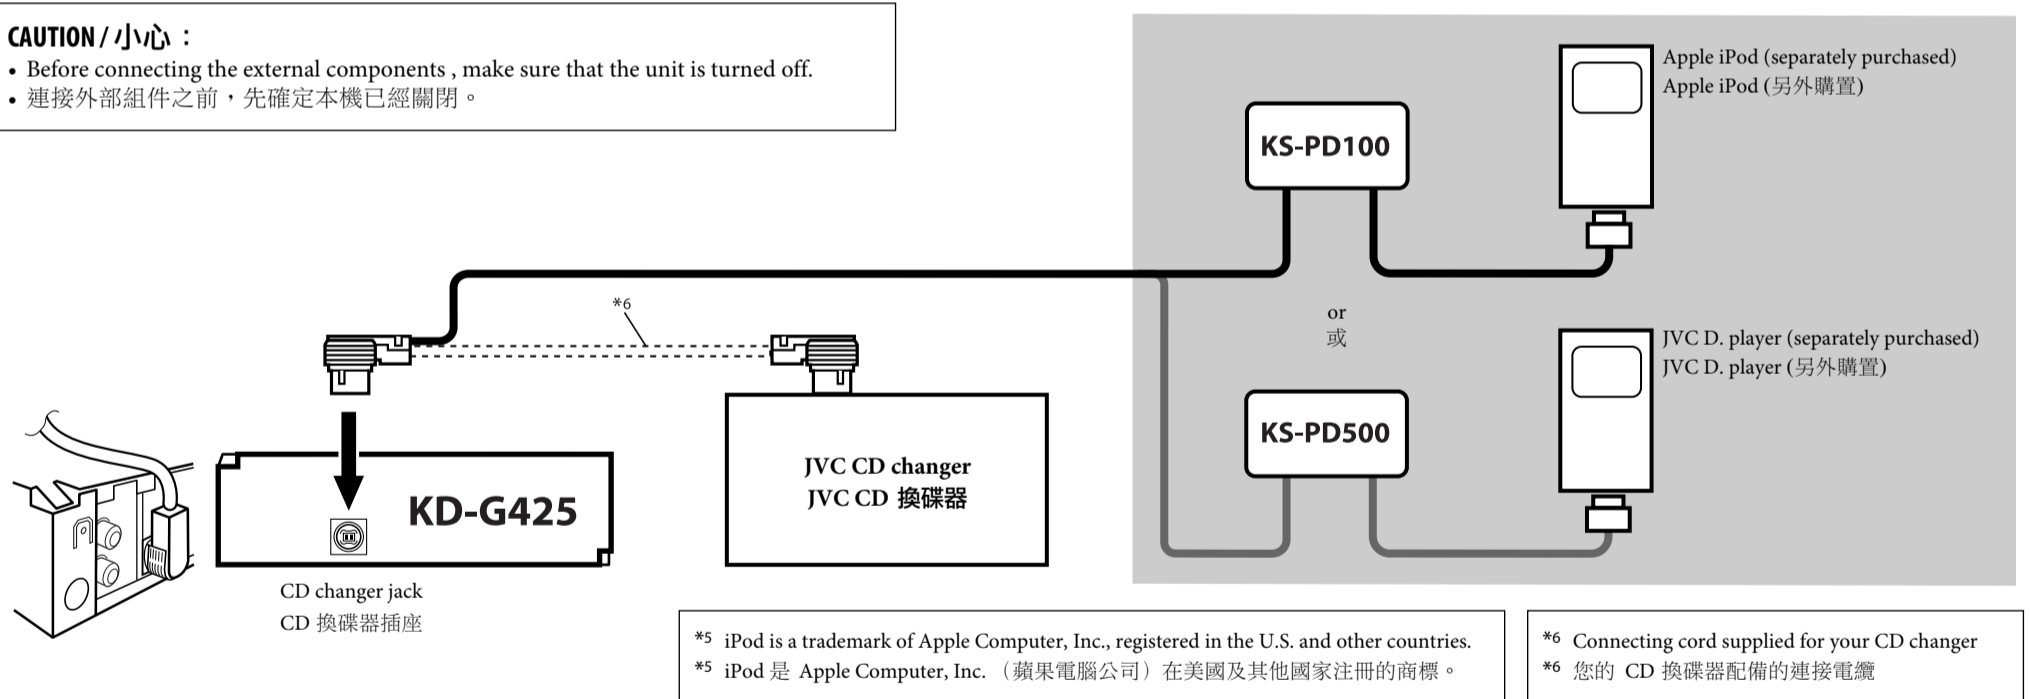 CAUTION / 小心：
• Before connecting the external components , make sure that the unit is turned off.
• 連接外部組件之前，先確定本機已經關閉。
KS-PD100
Apple iPod (separately purchased)
Apple iPod (另外購置)
*6
or
或
JVC D. player (separately purchased)
JVC D. player (另外購置)
KS-PD500
KD-G425
JVC CD changer
JVC CD 換碟器
CD changer jack
CD 換碟器插座
*5 iPod is a trademark of Apple Computer, Inc., registered in the U.S. and other countries.
*5 iPod 是 Apple Computer, Inc. （蘋果電腦公司）在美國及其他國家注冊的商標。
*6 Connecting cord supplied for your CD changer
*6 您的 CD 換碟器配備的連接電纜